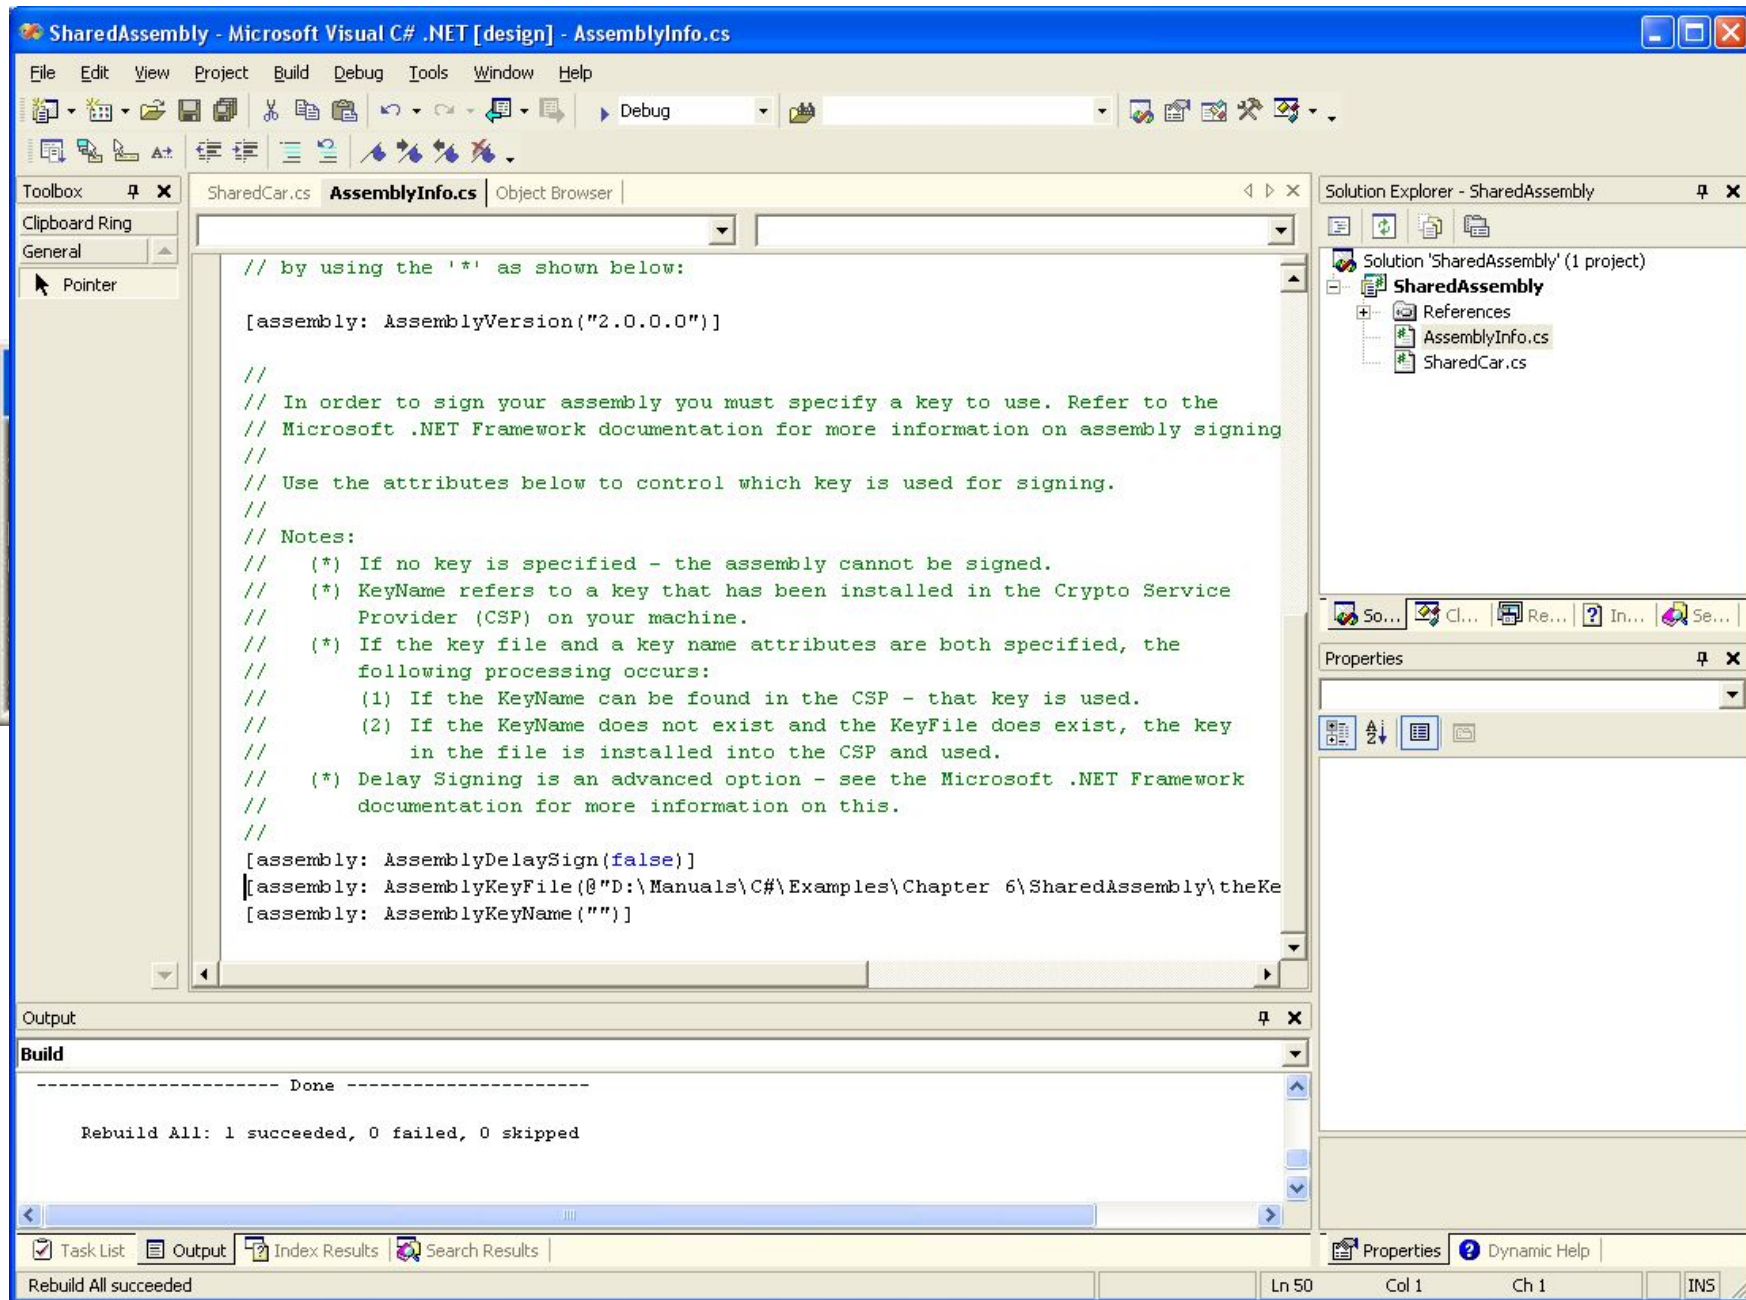 SharedAssembly - Microsoft Visual C# .NET [design] - AssemblyInfo.cs
File Edit View Project Build Debug Tools Window Help
Debug
Toolbox
Clipboard Ring
General
Pointer
SharedCar.cs AssemblyInfo.cs Object Browser
// by using the '*' as shown below:
[assembly: AssemblyVersion("2.0.0.0")]
//
// In order to sign your assembly you must specify a key to use. Refer to the
// Microsoft .NET Framework documentation for more information on assembly signing
//
// Use the attributes below to control which key is used for signing.
//
// Notes:
//   (*) If no key is specified - the assembly cannot be signed.
//   (*) KeyName refers to a key that has been installed in the Crypto Service
//       Provider (CSP) on your machine.
//   (*) If the key file and a key name attributes are both specified, the
//       following processing occurs:
//       (1) If the KeyName can be found in the CSP - that key is used.
//       (2) If the KeyName does not exist and the KeyFile does exist, the key
//           in the file is installed into the CSP and used.
//   (*) Delay Signing is an advanced option - see the Microsoft .NET Framework
//       documentation for more information on this.
//
[assembly: AssemblyDelaySign(false)]
[assembly: AssemblyKeyFile(@"D:\Manuals\C#\Examples\Chapter 6\SharedAssembly\theKe
[assembly: AssemblyKeyName("")]
Solution Explorer - SharedAssembly
Solution 'SharedAssembly' (1 project)
SharedAssembly
References
AssemblyInfo.cs
SharedCar.cs
So... Cl... Re... In... Se...
Properties
Output
Build
---------------------- Done ----------------------
Rebuild All: 1 succeeded, 0 failed, 0 skipped
Task List Output Index Results Search Results
Properties Dynamic Help
Rebuild All succeeded Ln 50 Col 1 Ch 1 INS